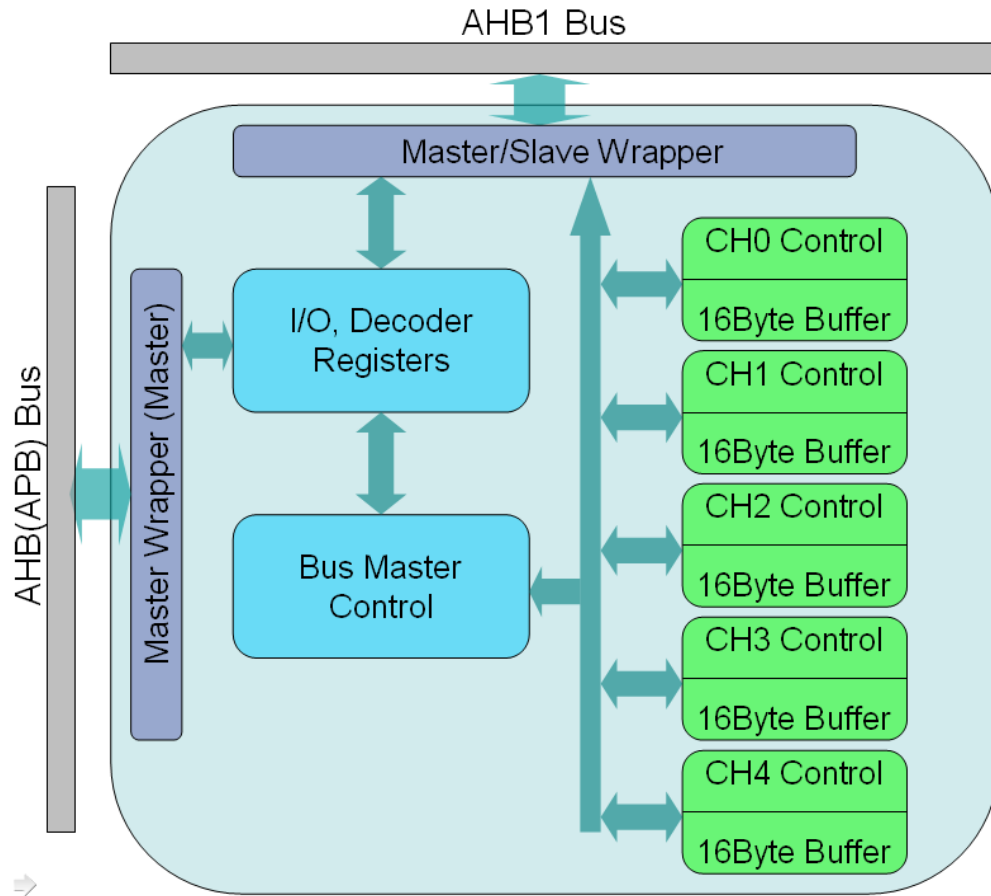 AHB1 Bus
Master/Slave Wrapper
AHB(APB) Bus
Master Wrapper (Master)
I/O, Decoder
Registers
Bus Master
Control
CH0 Control
16Byte Buffer
CH1 Control
16Byte Buffer
CH2 Control
16Byte Buffer
CH3 Control
16Byte Buffer
CH4 Control
16Byte Buffer